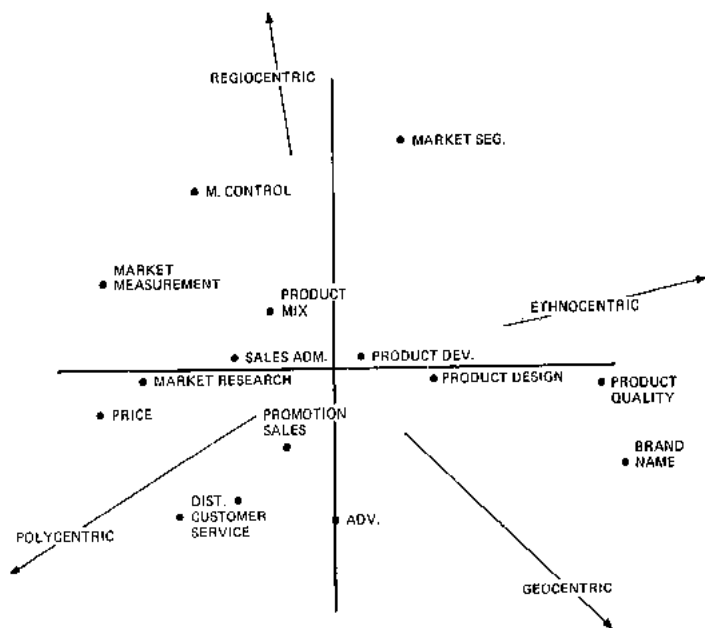 REGIOCENTRIC
MARKET SEG.
M. CONTROL
MARKET
MEASUREMENT
PRODUCT
MIX
ETHNOCENTRIC
SALES ADM.
PRODUCT DEV.
MARKET RESEARCH
PRODUCT DESIGN
PRODUCT
QUALITY
PRICE
PROMOTION
SALES
BRAND
NAME
DIST.
CUSTOMER
SERVICE
ADV.
POLYCENTRIC
GEOCENTRIC